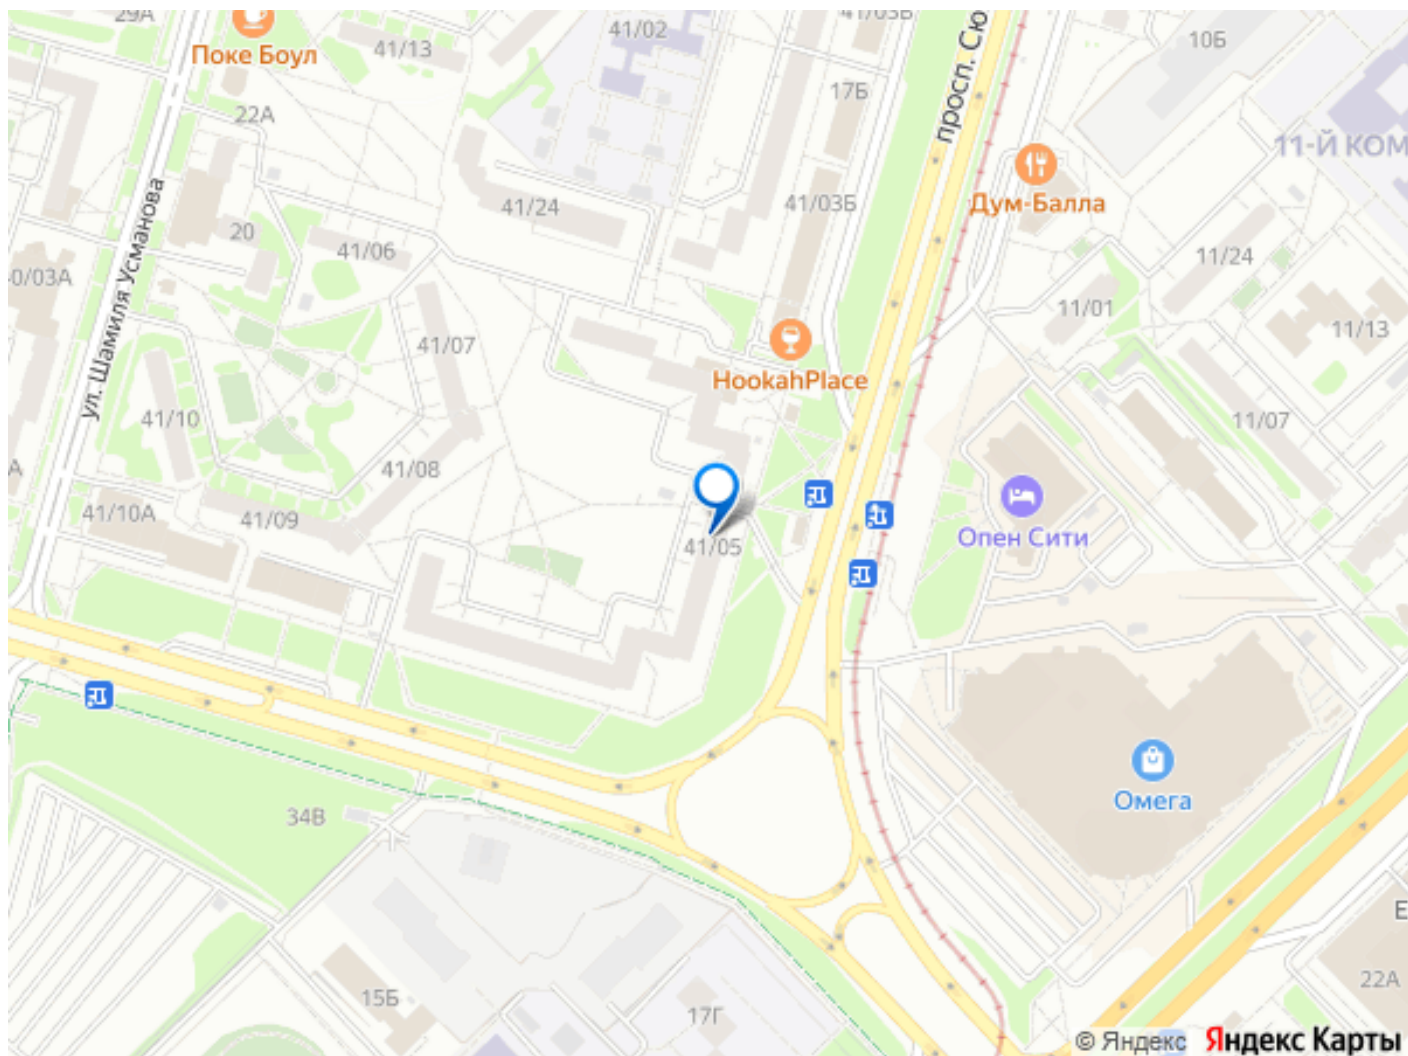 29А
41/03Б
41/02
Поке Боул
41/13
10Б
17Б
просп. Сю
22А
11-Й КОМ
Дум-Балла
41/24
41/03Б
20
41/06
ул. Шамиля Усманова
0/03А
11/24
11/01
11/13
41/07
HookahPlace
41/10
11/07
41/08
А
41/10А
41/09
41/05
Опен Сити
Омега
34В
Е
22А
15Б
17Г
© Яндекс Яндекс Карты